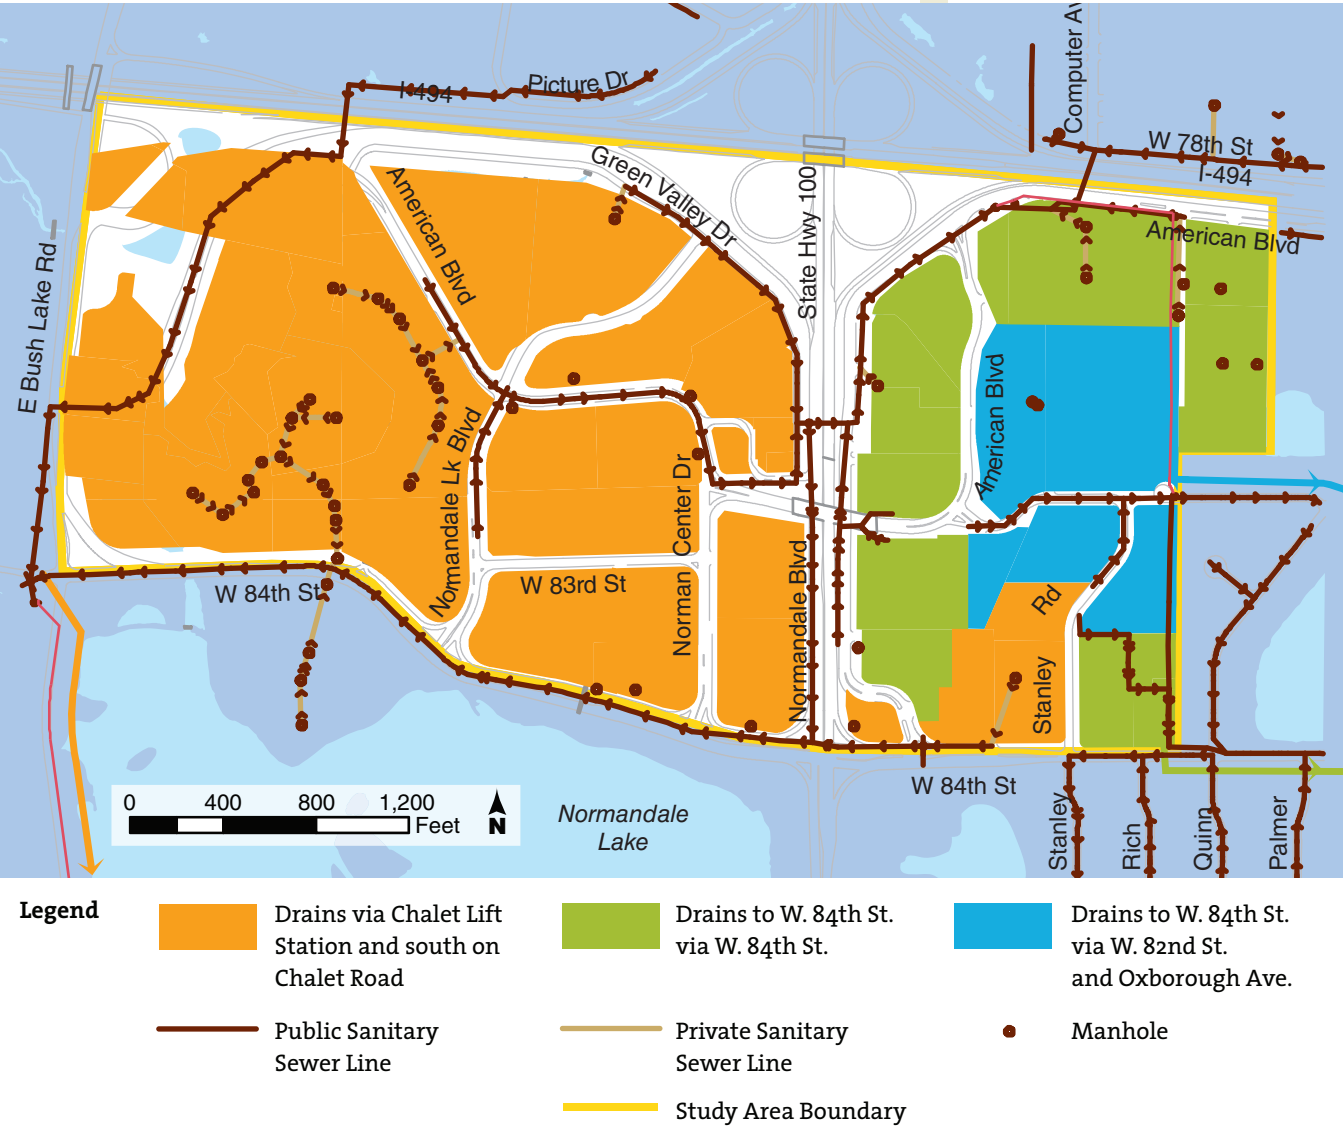 Computer Av
I-494
Picture Dr
W 78th St
I-494
Green Valley Dr
American Blvd
State Hwy 100
American Blvd
E Bush Lake Rd
American Blvd
Normandale Lk Blvd
Norman Center Dr
Normandale Blvd
W 83rd St
W 84th St
Stanley Rd
W 84th St
0 400 800 1,200
Feet
N
Normandale
Lake
Stanley
Rich
Quinn
Palmer
Legend
Drains via Chalet Lift
Station and south on
Chalet Road
Drains to W. 84th St.
via W. 84th St.
Drains to W. 84th St.
via W. 82nd St.
and Oxborough Ave.
Public Sanitary
Sewer Line
Private Sanitary
Sewer Line
Manhole
Study Area Boundary